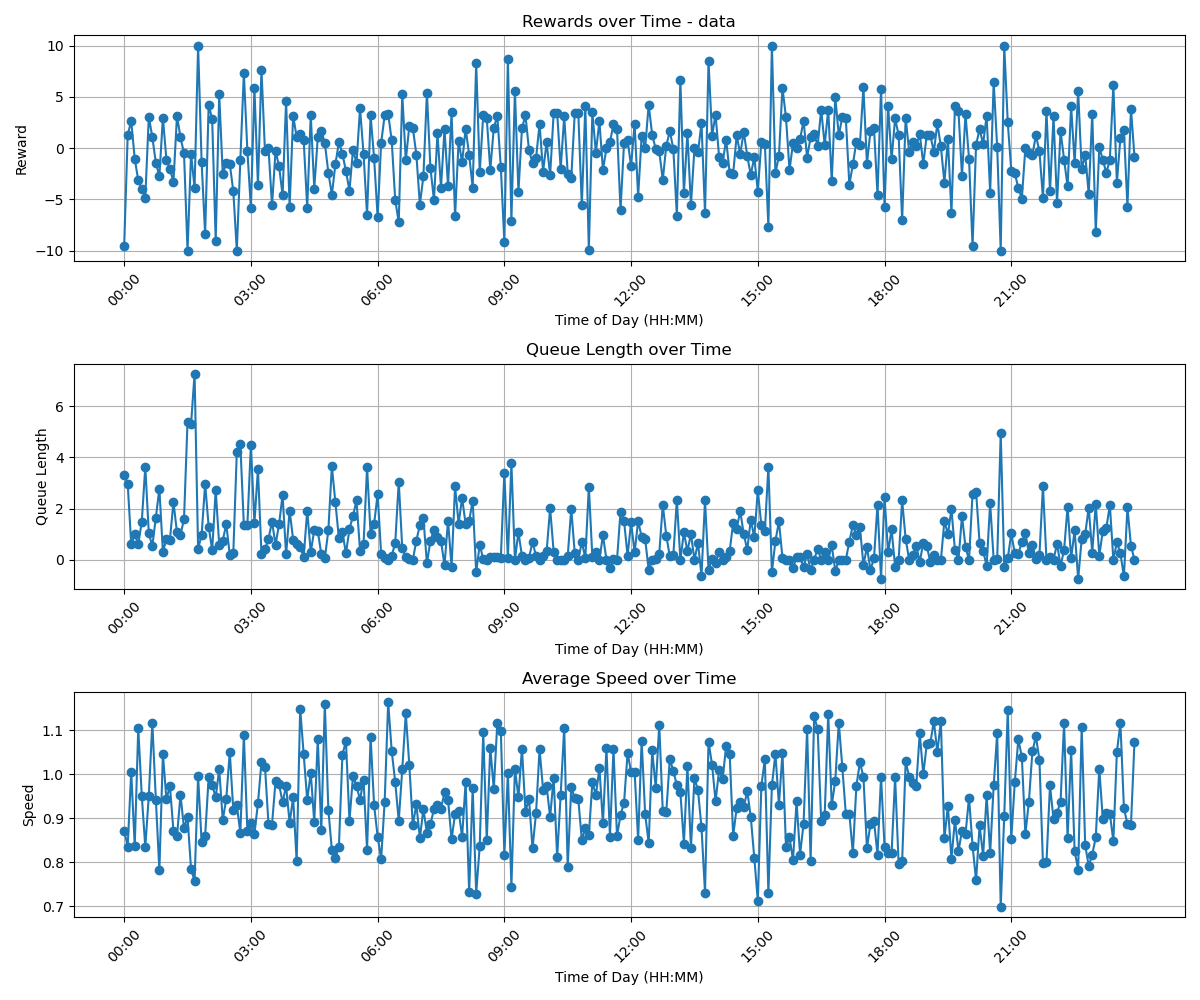 Rewards over Time - data
10
5
0
−5
−10
Reward
00:00 03:00 06:00 09:00 12:00 15:00 18:00 21:00
Time of Day (HH:MM)
Queue Length over Time
6
4
2
0
Queue Length
00:00 03:00 06:00 09:00 12:00 15:00 18:00 21:00
Time of Day (HH:MM)
Average Speed over Time
1.1
1.0
0.9
0.8
0.7
Speed
00:00 03:00 06:00 09:00 12:00 15:00 18:00 21:00
Time of Day (HH:MM)